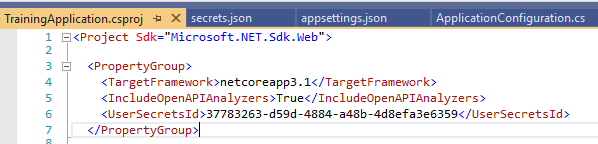 TrainingApplication.csproj secrets.json appsettings.json ApplicationConfiguration.cs
1 <Project Sdk="Microsoft.NET.Sdk.Web">
2
3 <PropertyGroup>
4 <TargetFramework>netcoreapp3.1</TargetFramework>
5 <IncludeOpenAPIAnalyzers>True</IncludeOpenAPIAnalyzers>
6 <UserSecretsId>37783263-d59d-4884-a48b-4d8efa3e6359</UserSecretsId>
7 </PropertyGroup>